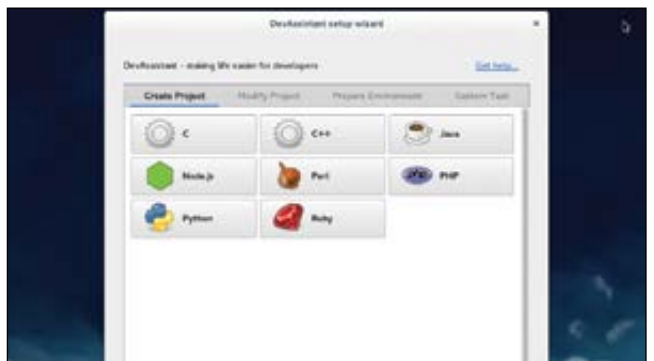 DevAssistant setup wizard
DevAssistant - making life easier for developers
Get help...
Create Project Modify Project Prepare Environment Custom Task
C C++ Java
Node.js Perl php PHP
Python Ruby